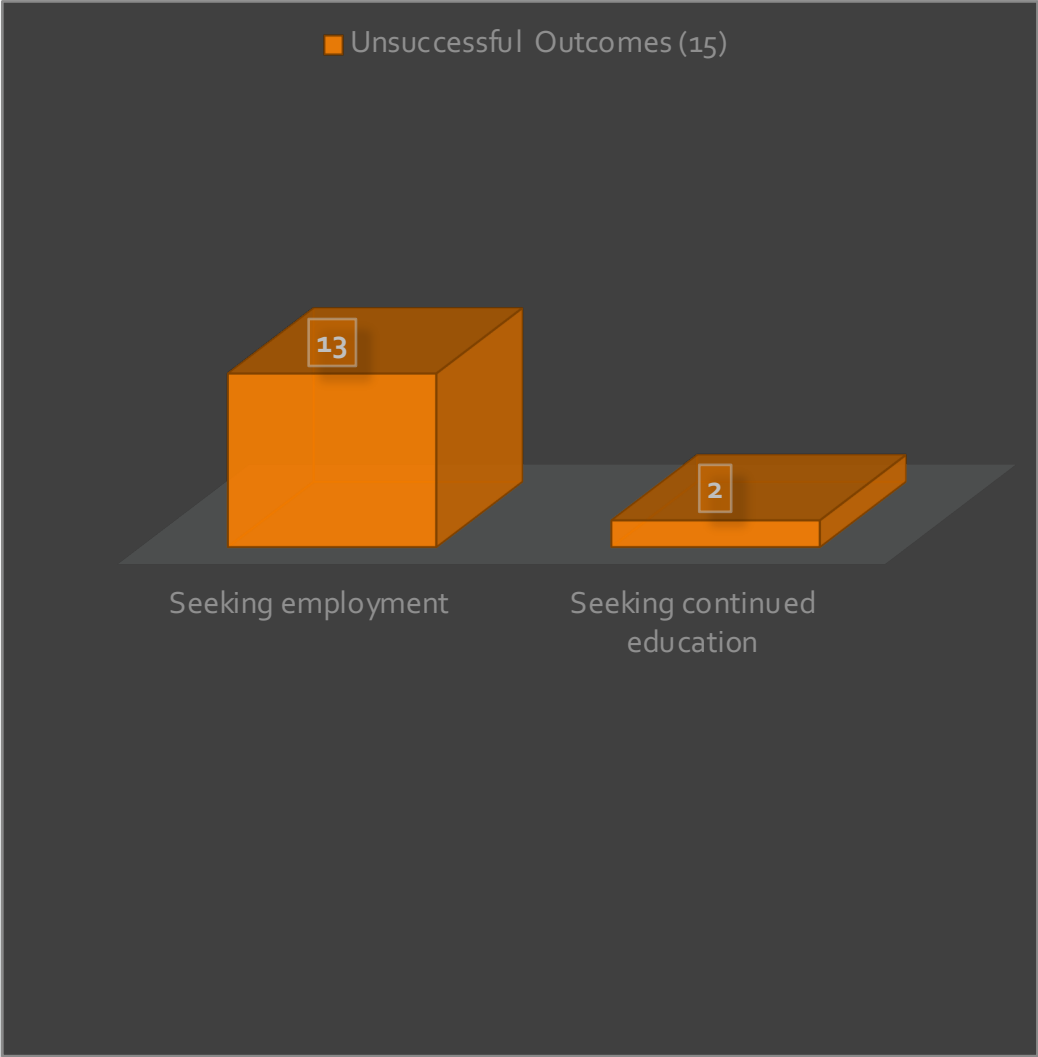 Unsuccessful Outcomes (15)
13
2
Seeking employment
Seeking continued
education